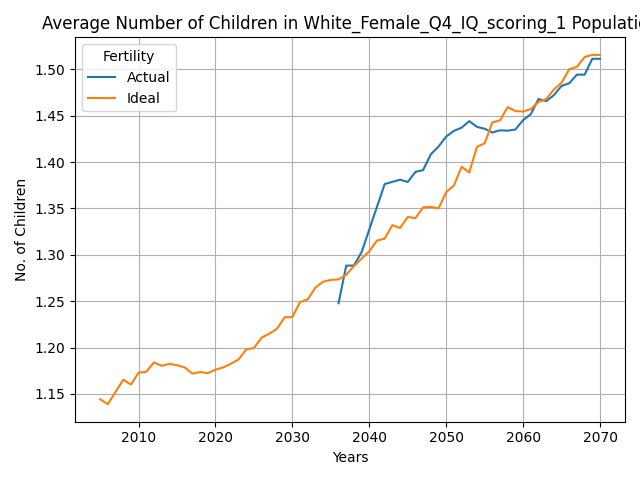 Average Number of Children in White_Female_Q4_IQ_scoring_1 Populatio
Fertility
Actual
Ideal
1.50
1.45
1.40
1.35
1.30
1.25
1.20
1.15
No. of Children
2010 2020 2030 2040 2050 2060 2070
Years